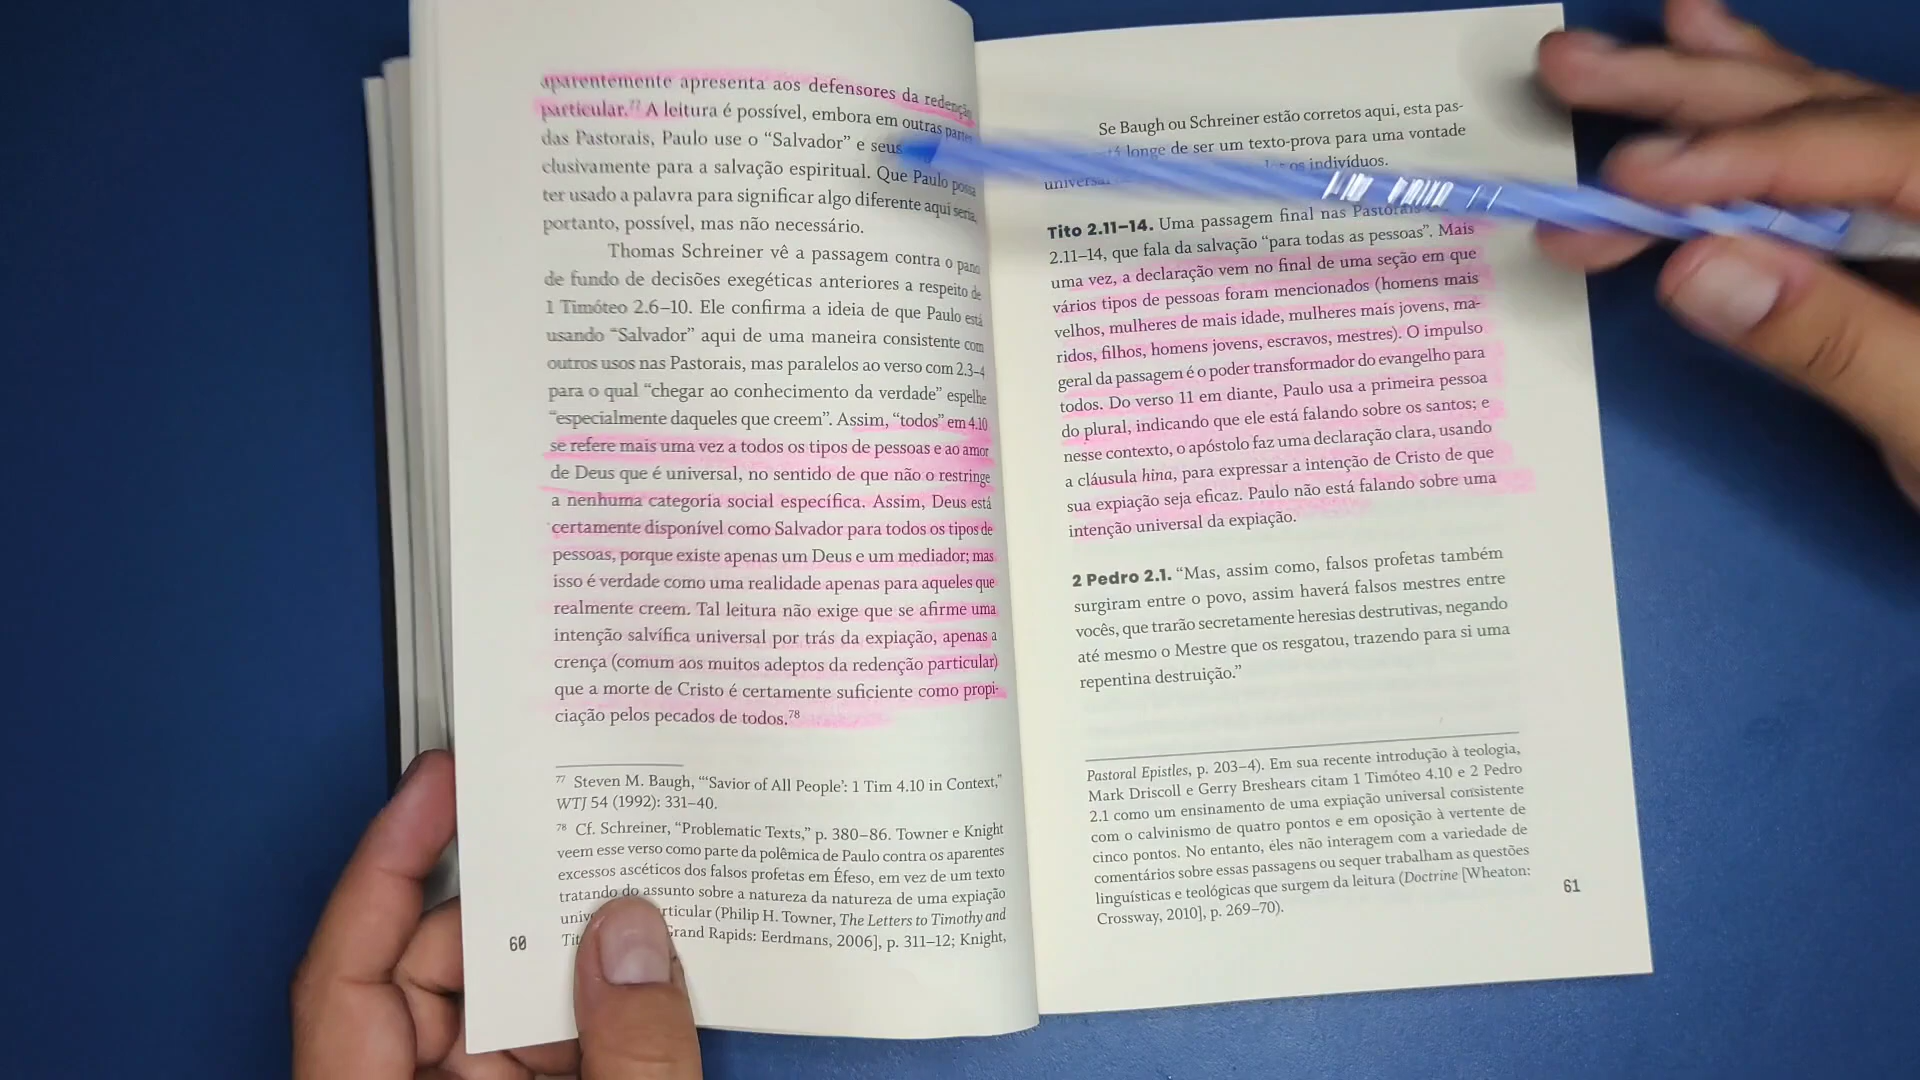 aparentemente apresenta aos defensores da redenção
particular.⁷⁷ A leitura é possível, embora em outras partes
das Pastorais, Paulo use o “Salvador” e seus
clusivamente para a salvação espiritual. Que Paulo possa
ter usado a palavra para significar algo diferente aqui seria,
portanto, possível, mas não necessário.
Thomas Schreiner vê a passagem contra o pano
de fundo de decisões exegéticas anteriores a respeito de
1 Timóteo 2.6–10. Ele confirma a ideia de que Paulo está
usando “Salvador” aqui de uma maneira consistente com
outros usos nas Pastorais, mas paralelos ao verso com 2.3–4
para o qual “chegar ao conhecimento da verdade” espelhe
“especialmente daqueles que creem”. Assim, “todos” em 4.10
se refere mais uma vez a todos os tipos de pessoas e ao amor
de Deus que é universal, no sentido de que não o restringe
a nenhuma categoria social específica. Assim, Deus está
certamente disponível como Salvador para todos os tipos de
pessoas, porque existe apenas um Deus e um mediador; mas
isso é verdade como uma realidade apenas para aqueles que
realmente creem. Tal leitura não exige que se afirme uma
intenção salvífica universal por trás da expiação, apenas a
crença (comum aos muitos adeptos da redenção particular)
que a morte de Cristo é certamente suficiente como propi-
ciação pelos pecados de todos.⁷⁸
⁷⁷ Steven M. Baugh, “‘Savior of All People’: 1 Tim 4.10 in Context,”
WTJ 54 (1992): 331–40.
⁷⁸ Cf. Schreiner, “Problematic Texts,” p. 380–86. Towner e Knight
veem esse verso como parte da polêmica de Paulo contra os aparentes
excessos ascéticos dos falsos profetas em Éfeso, em vez de um texto
tratando do assunto sobre a natureza da natureza de uma expiação
rticular (Philip H. Towner, The Letters to Timothy and
Grand Rapids: Eerdmans, 2006], p. 311–12; Knight,
60
Se Baugh ou Schreiner estão corretos aqui, esta pas-
longe de ser um texto-prova para uma vontade
os indivíduos.
Tito 2.11–14. Uma passagem final nas Pastorais
2.11–14, que fala da salvação “para todas as pessoas”. Mais
uma vez, a declaração vem no final de uma seção em que
vários tipos de pessoas foram mencionados (homens mais
velhos, mulheres de mais idade, mulheres mais jovens, ma-
ridos, filhos, homens jovens, escravos, mestres). O impulso
geral da passagem é o poder transformador do evangelho para
todos. Do verso 11 em diante, Paulo usa a primeira pessoa
do plural, indicando que ele está falando sobre os santos; e
nesse contexto, o apóstolo faz uma declaração clara, usando
a cláusula hina, para expressar a intenção de Cristo de que
sua expiação seja eficaz. Paulo não está falando sobre uma
intenção universal da expiação.
2 Pedro 2.1. “Mas, assim como, falsos profetas também
surgiram entre o povo, assim haverá falsos mestres entre
vocês, que trarão secretamente heresias destrutivas, negando
até mesmo o Mestre que os resgatou, trazendo para si uma
repentina destruição.”
Pastoral Epistles, p. 203–4). Em sua recente introdução à teologia,
Mark Driscoll e Gerry Breshears citam 1 Timóteo 4.10 e 2 Pedro
2.1 como um ensinamento de uma expiação universal consistente
com o calvinismo de quatro pontos e em oposição à vertente de
cinco pontos. No entanto, eles não interagem com a variedade de
comentários sobre essas passagens ou sequer trabalham as questões
linguísticas e teológicas que surgem da leitura (Doctrine [Wheaton:
Crossway, 2010], p. 269–70).
61